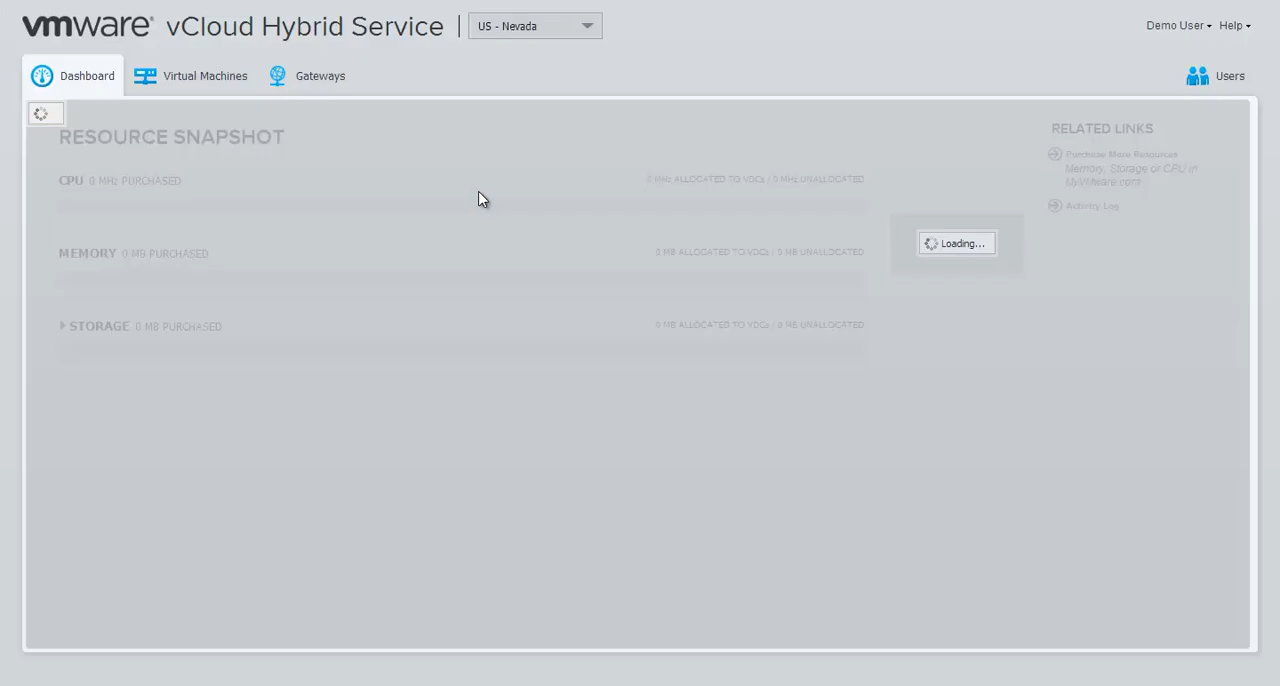 vmware® vCloud Hybrid Service | US - Nevada
Demo User Help
Dashboard Virtual Machines Gateways Users
RESOURCE SNAPSHOT
CPU 0 MHz PURCHASED
0 MHz ALLOCATED TO VDCs / 0 MHz UNALLOCATED
MEMORY 0 MB PURCHASED
0 MB ALLOCATED TO VDCs / 0 MB UNALLOCATED
STORAGE 0 MB PURCHASED
0 MB ALLOCATED TO VDCs / 0 MB UNALLOCATED
Loading...
RELATED LINKS
Purchase More Resources
Memory, Storage or CPU in
MyVMware.com
Activity Log